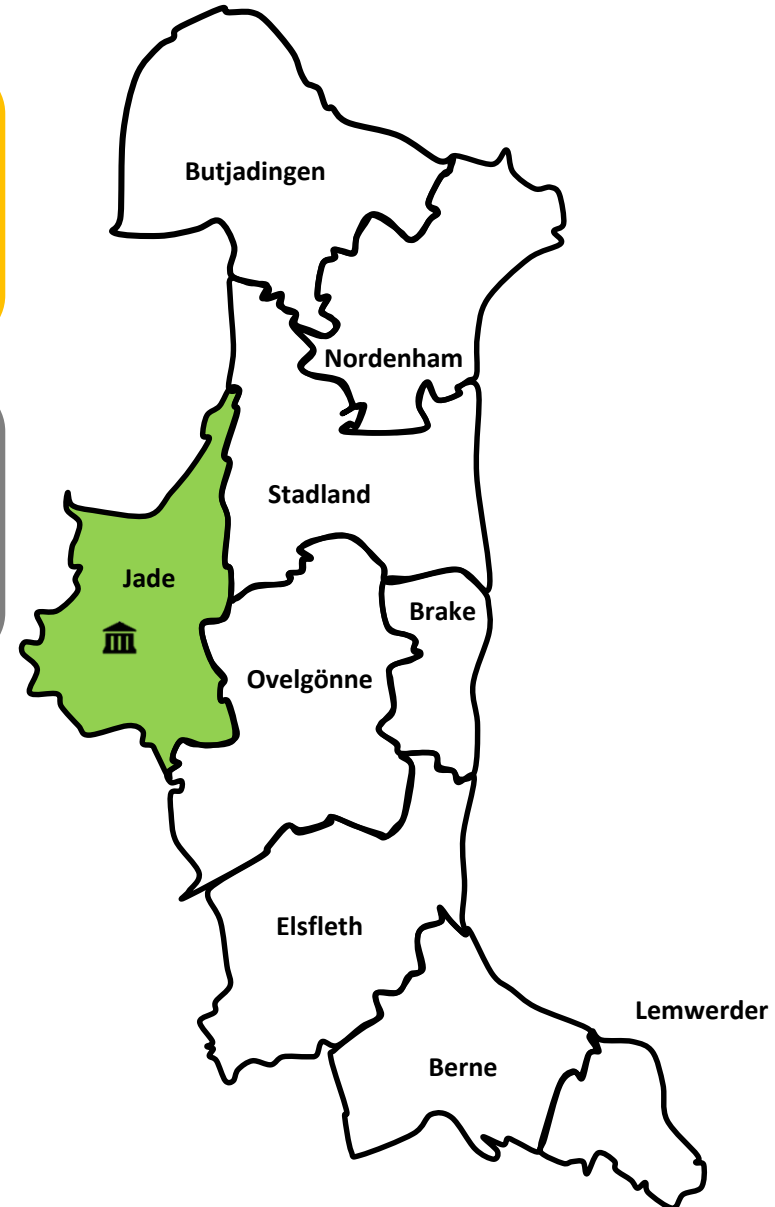 Butjadingen
Nordenham
Stadland
Jade
Brake
Ovelgönne
Elsfleth
Lemwerder
Berne